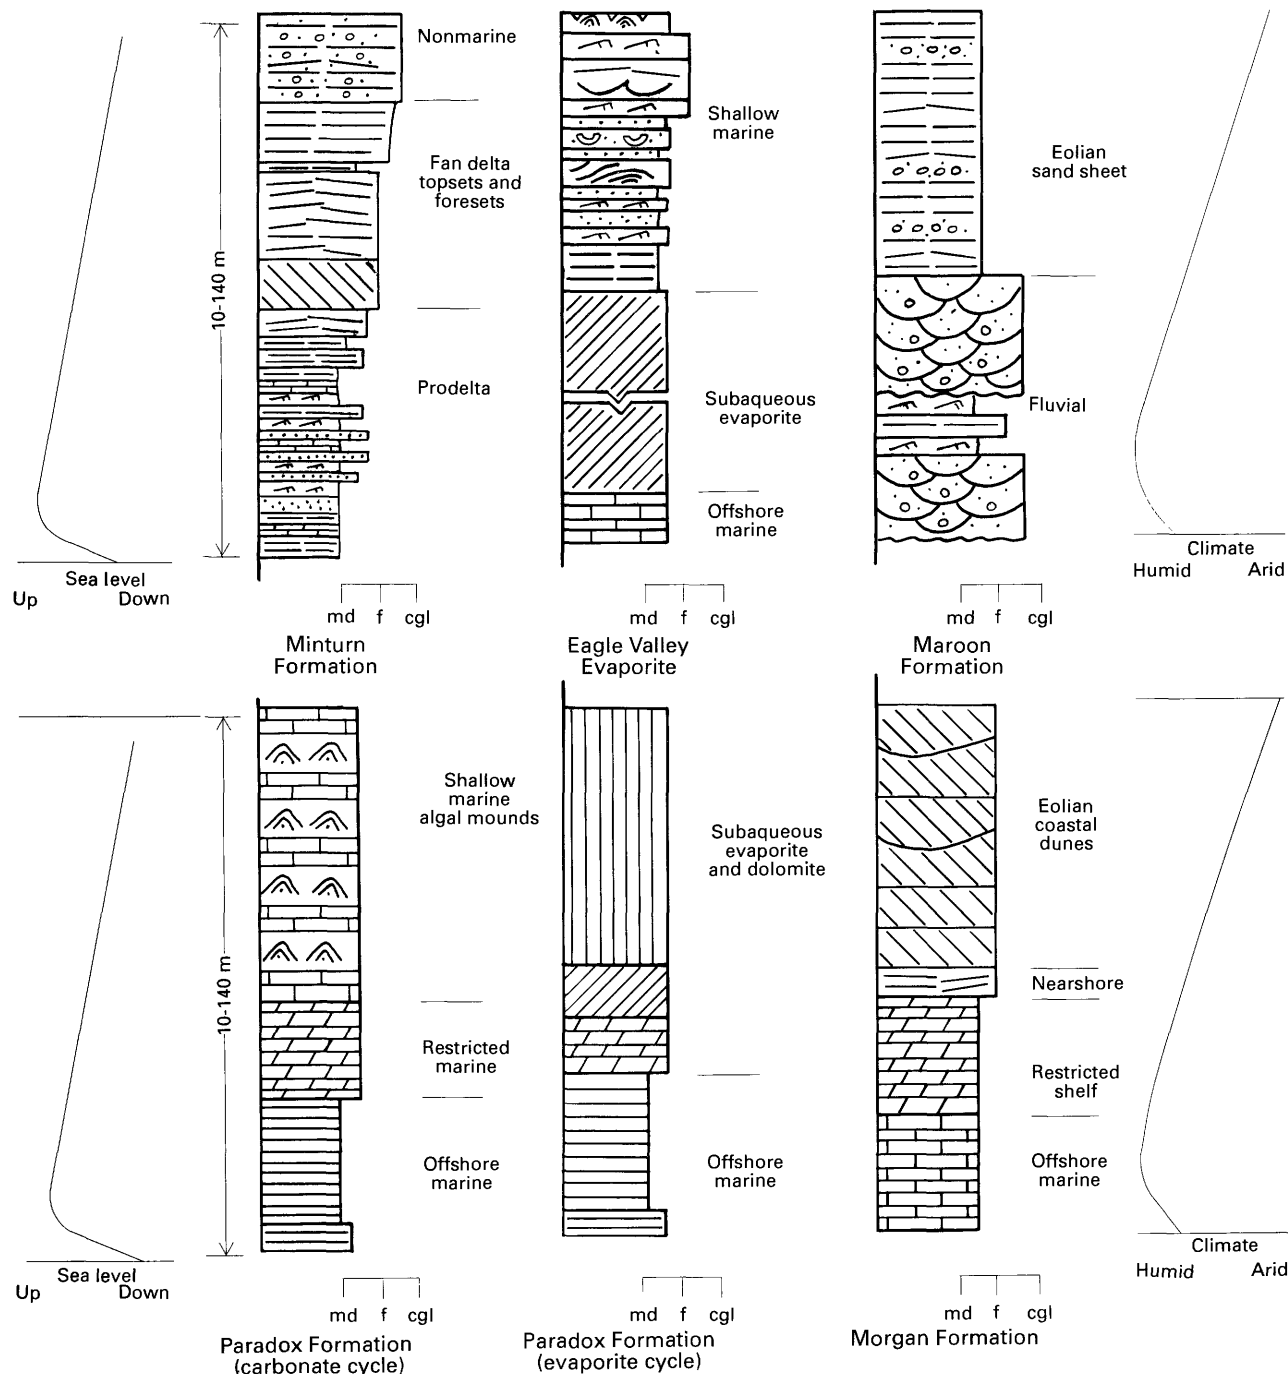 Nonmarine
Fan delta
topsets and
foresets
10-140 m
Prodelta
Sea level
Up
Down
md f cgl
Minturn
Formation
Shallow
marine
Subaqueous
evaporite
Offshore
marine
md f cgl
Eagle Valley
Evaporite
Eolian
sand sheet
Fluvial
md f cgl
Maroon
Formation
Climate
Humid
Arid
Shallow
marine
algal mounds
10-140 m
Restricted
marine
Offshore
marine
Sea level
Up
Down
md f cgl
Paradox Formation
(carbonate cycle)
Subaqueous
evaporite
and dolomite
Offshore
marine
md f cgl
Paradox Formation
(evaporite cycle)
Eolian
coastal
dunes
Nearshore
Restricted
shelf
Offshore
marine
md f cgl
Morgan Formation
Climate
Humid
Arid